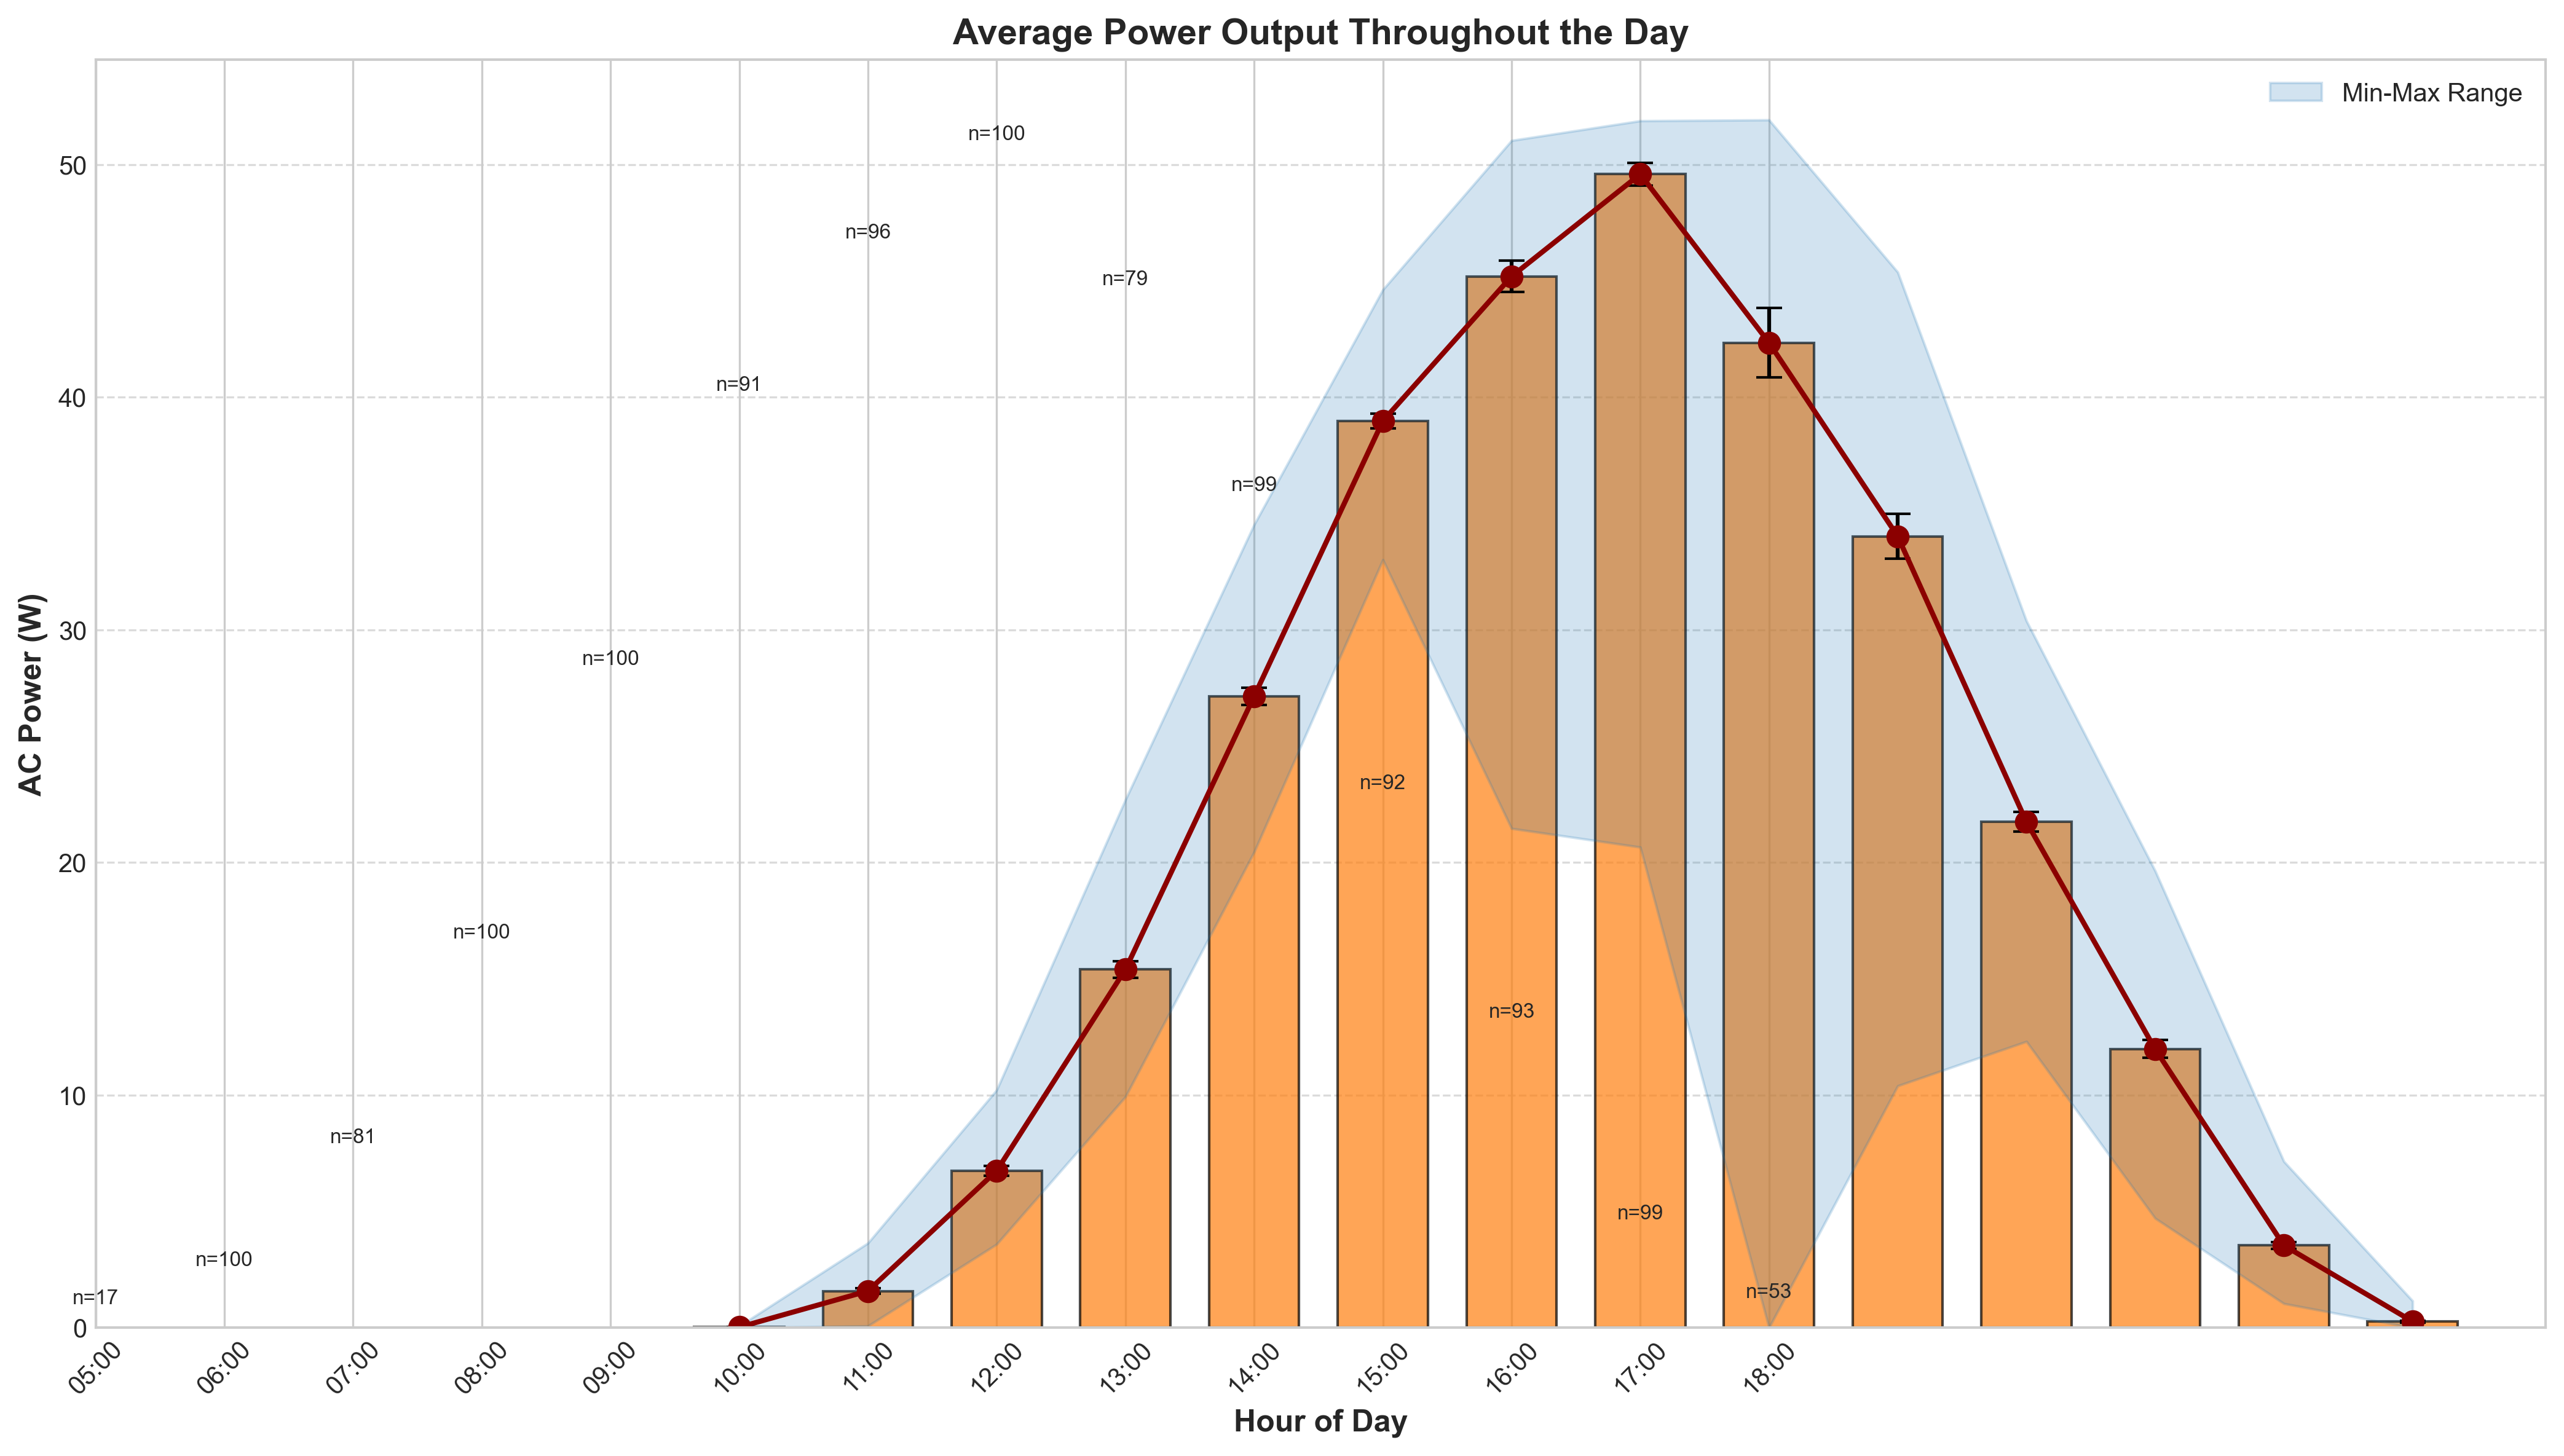 Average Power Output Throughout the Day
Min-Max Range
AC Power (W)
50
40
30
20
10
0
n=100
n=96
n=79
n=91
n=99
n=100
n=92
n=100
n=93
n=81
n=99
n=100
n=53
n=17
05:00
06:00
07:00
08:00
09:00
10:00
11:00
12:00
13:00
14:00
15:00
16:00
17:00
18:00
Hour of Day